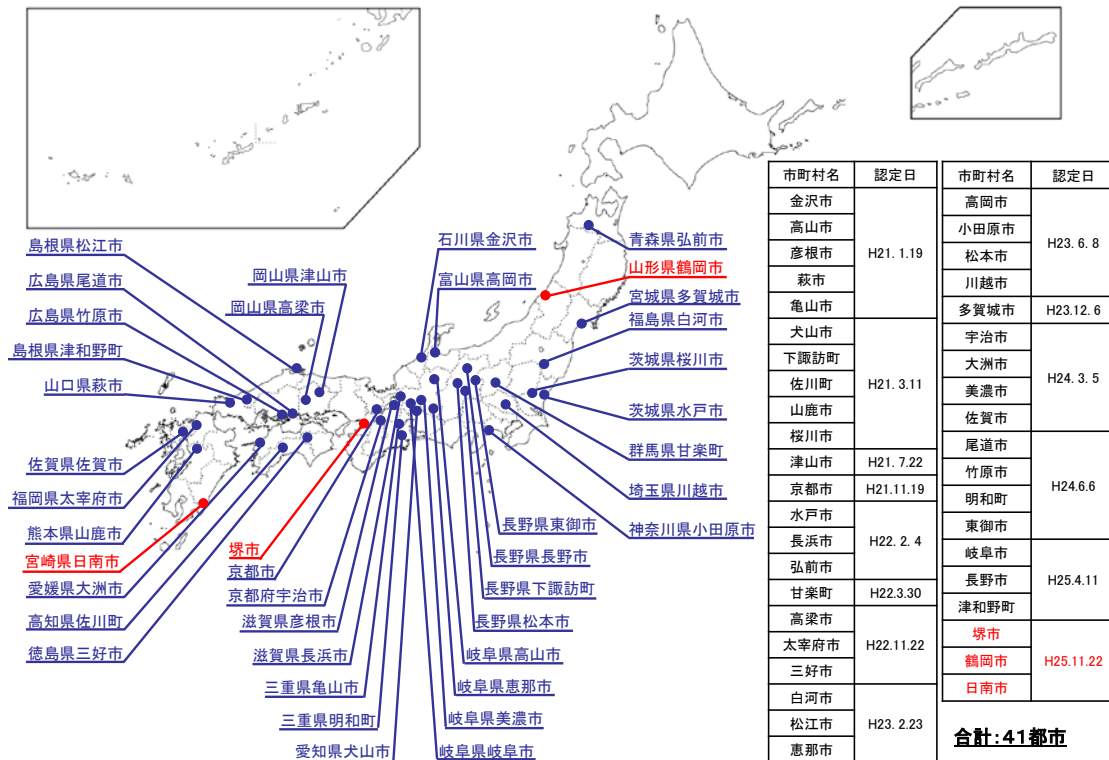 島根県松江市
広島県尾道市
広島県竹原市
島根県津和野町
山口県萩市
岡山県津山市
岡山県高梁市
石川県金沢市
富山県高岡市
青森県弘前市
山形県鶴岡市
宮城県多賀城市
福島県白河市
茨城県桜川市
茨城県水戸市
群馬県甘楽町
埼玉県川越市
神奈川県小田原市
佐賀県佐賀市
福岡県太宰府市
熊本県山鹿市
宮崎県日南市
愛媛県大洲市
高知県佐川町
徳島県三好市
堺市
京都市
京都府宇治市
滋賀県彦根市
滋賀県長浜市
三重県亀山市
三重県明和町
愛知県犬山市
長野県東御市
長野県長野市
長野県下諏訪町
長野県松本市
岐阜県高山市
岐阜県恵那市
岐阜県美濃市
岐阜県岐阜市
市町村名 認定日
金沢市
高山市
彦根市 H21.1.19
萩市
亀山市
犬山市
下諏訪町
佐川町 H21.3.11
山鹿市
桜川市
津山市 H21.7.22
京都市 H21.11.19
水戸市
長浜市 H22.2.4
弘前市
甘楽町 H22.3.30
高梁市
太宰府市 H22.11.22
三好市
白河市
松江市 H23.2.23
恵那市
市町村名 認定日
高岡市
小田原市 H23.6.8
松本市
川越市
多賀城市 H23.12.6
宇治市
大洲市 H24.3.5
美濃市
佐賀市
尾道市
竹原市 H24.6.6
明和町
東御市
岐阜市
長野市 H25.4.11
津和野町
堺市
鶴岡市 H25.11.22
日南市
合計:41都市